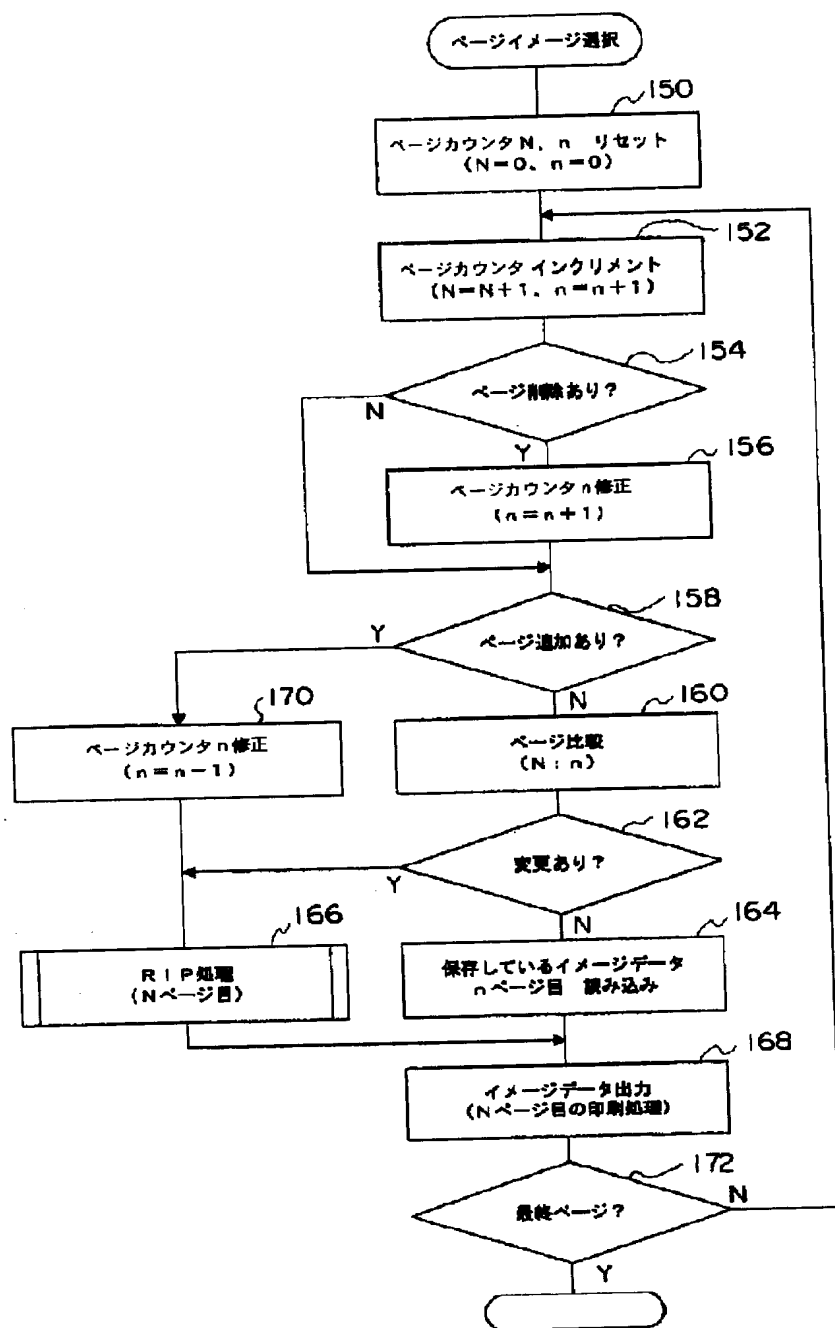 ページイメージ選択
150
ページカウンタN、n リセット
(N=0、n=0)
152
ページカウンタインクリメント
(N=N+1、n=n+1)
154
ページ削除あり?
N
Y
156
ページカウンタn修正
(n=n+1)
158
ページ追加あり?
Y
N
170
ページカウンタn修正
(n=n-1)
160
ページ比較
(N:n)
162
変更あり?
Y
N
166
RIP処理
(Nページ目)
164
保存しているイメージデータ
nページ目 読み込み
168
イメージデータ出力
(Nページ目の印刷処理)
172
最終ページ?
N
Y